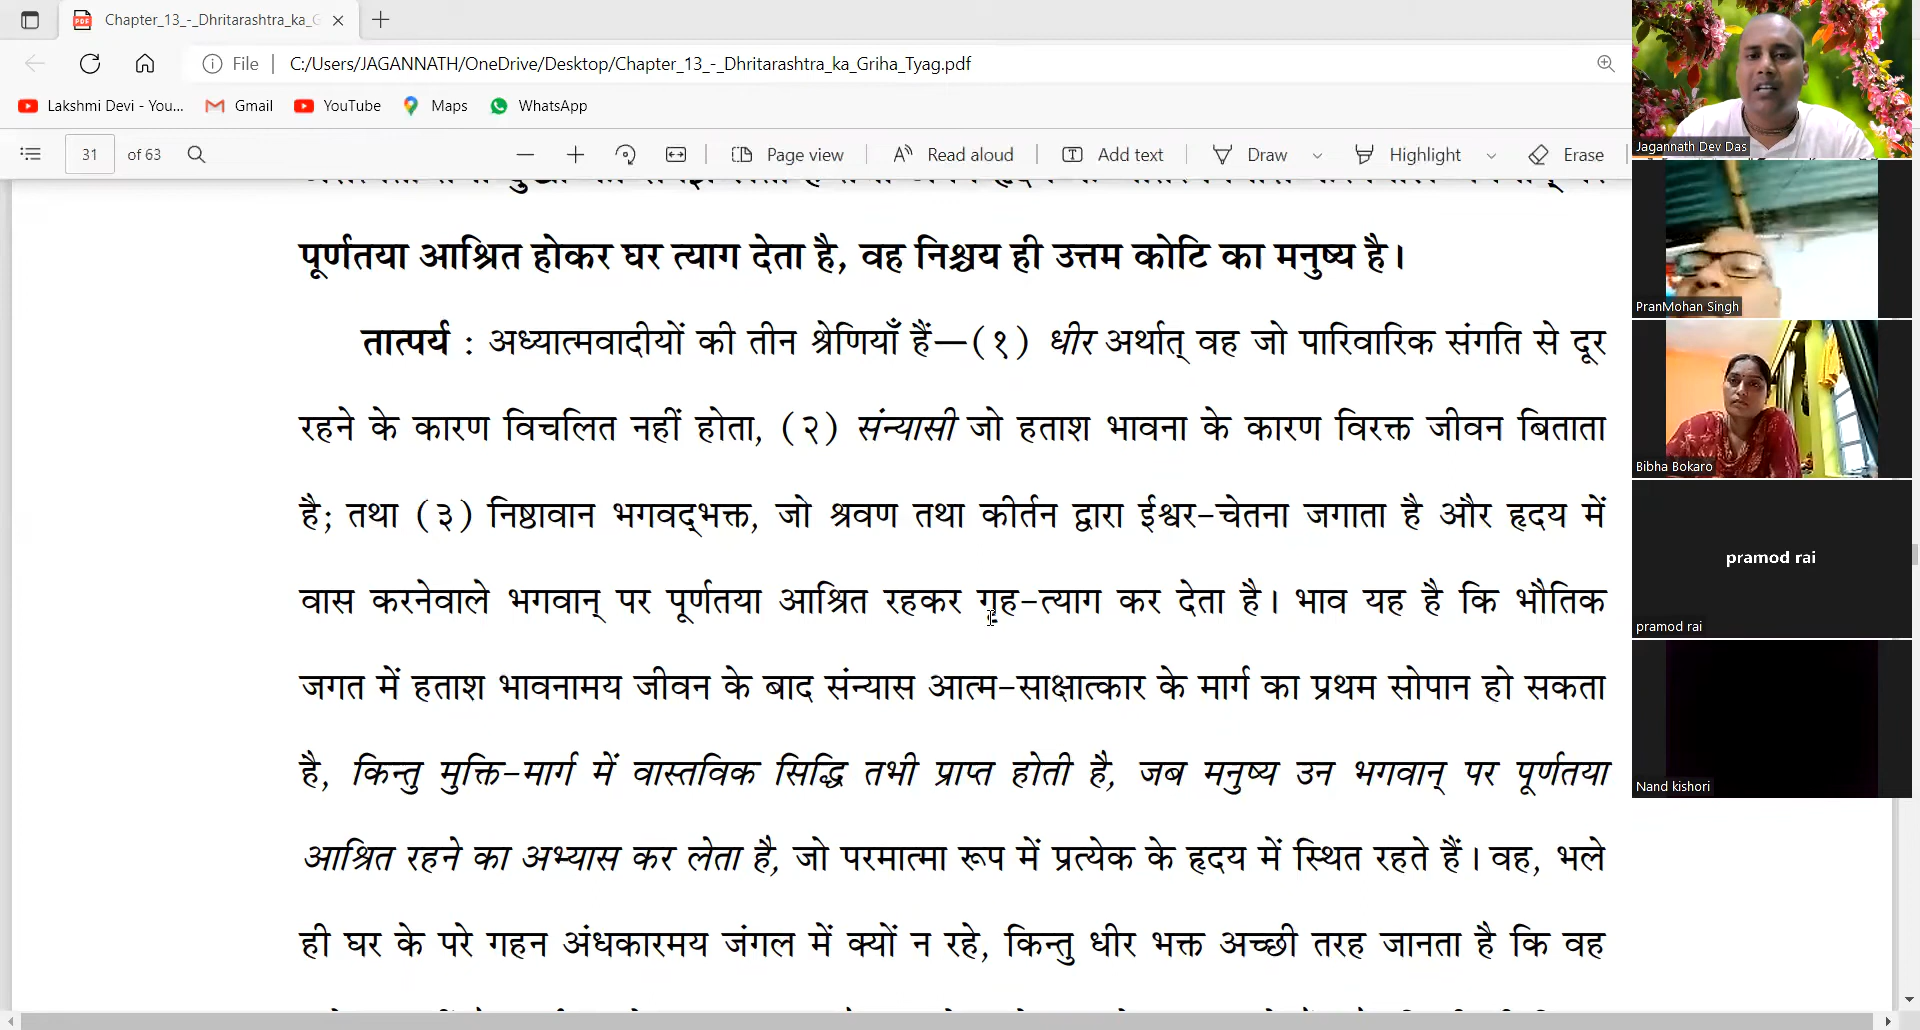 Chapter_13_-_Dhritarashtra_ka_G
File
C:/Users/JAGANNATH/OneDrive/Desktop/Chapter_13_-_Dhritarashtra_ka_Griha_Tyag.pdf
Lakshmi Devi - You... Gmail YouTube Maps WhatsApp
31 of 63 Page view Read aloud Add text Draw Highlight Erase
पूर्णतया आश्रित होकर घर त्याग देता है, वह निश्चय ही उत्तम कोटि का मनुष्य है।
तात्पर्य : अध्यात्मवादीयों की तीन श्रेणियाँ हैं—(१) धीर अर्थात् वह जो पारिवारिक संगति से दूर
रहने के कारण विचलित नहीं होता, (२) संन्यासी जो हताश भावना के कारण विरक्त जीवन बिताता
है; तथा (३) निष्ठावान भगवद्भक्त, जो श्रवण तथा कीर्तन द्वारा ईश्वर-चेतना जगाता है और हृदय में
वास करनेवाले भगवान् पर पूर्णतया आश्रित रहकर गृह-त्याग कर देता है। भाव यह है कि भौतिक
जगत में हताश भावनामय जीवन के बाद संन्यास आत्म-साक्षात्कार के मार्ग का प्रथम सोपान हो सकता
है, किन्तु मुक्ति-मार्ग में वास्तविक सिद्धि तभी प्राप्त होती है, जब मनुष्य उन भगवान् पर पूर्णतया
आश्रित रहने का अभ्यास कर लेता है, जो परमात्मा रूप में प्रत्येक के हृदय में स्थित रहते हैं। वह, भले
ही घर के परे गहन अंधकारमय जंगल में क्यों न रहे, किन्तु धीर भक्त अच्छी तरह जानता है कि वह
Jagannath Dev Das
PranMohan Singh
Bibha Bokaro
pramod rai
pramod rai
Nand kishori